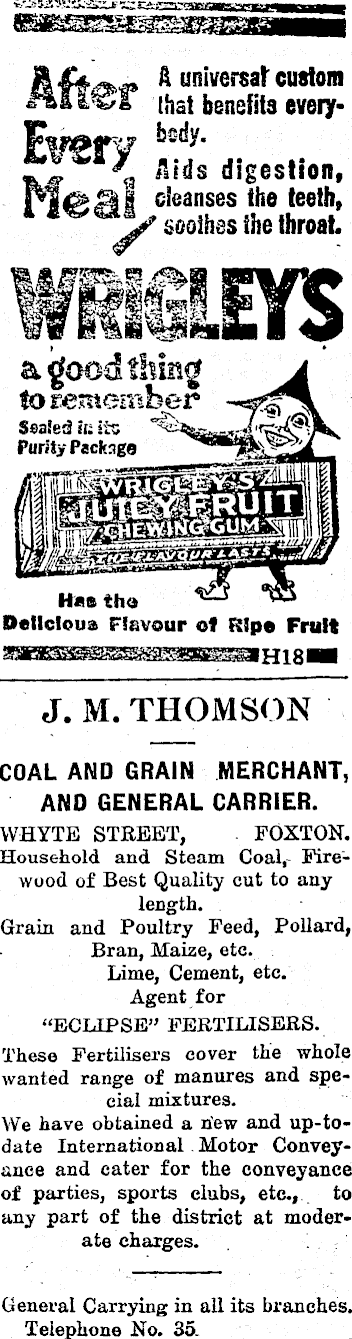 After
Every
Meal
A universal custom
that benefits every-
body.
Aids digestion,
cleanses the teeth,
soothes the throat.
WRIGLEY'S
a good thing
to remember
Sealed in its
Purity Package
WRIGLEY'S
JUICY FRUIT
CHEWING GUM
THE FLAVOUR LASTS
Has the
Delicious Flavour of Ripe Fruit
H18
J. M. THOMSON
COAL AND GRAIN MERCHANT,
AND GENERAL CARRIER.
WHYTE STREET, FOXTON.
Household and Steam Coal, Fire-
wood of Best Quality cut to any
length.
Grain and Poultry Feed, Pollard,
Bran, Maize, etc.
Lime, Cement, etc.
Agent for
"ECLIPSE" FERTILISERS.
These Fertilisers cover the whole
wanted range of manures and spe-
cial mixtures.
We have obtained a new and up-to-
date International Motor Convey-
ance and cater for the conveyance
of parties, sports clubs, etc., to
any part of the district at moder-
ate charges.
General Carrying in all its branches.
Telephone No. 35.